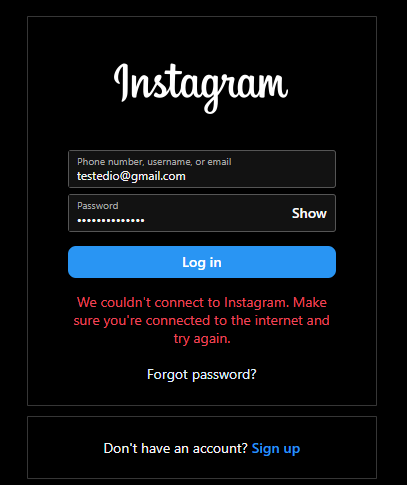 Instagram
Phone number, username, or email
testedio@gmail.com
Password
••••••••••••••
Show
Log in
We couldn't connect to Instagram. Make
sure you're connected to the internet and
try again.
Forgot password?
Don't have an account? Sign up